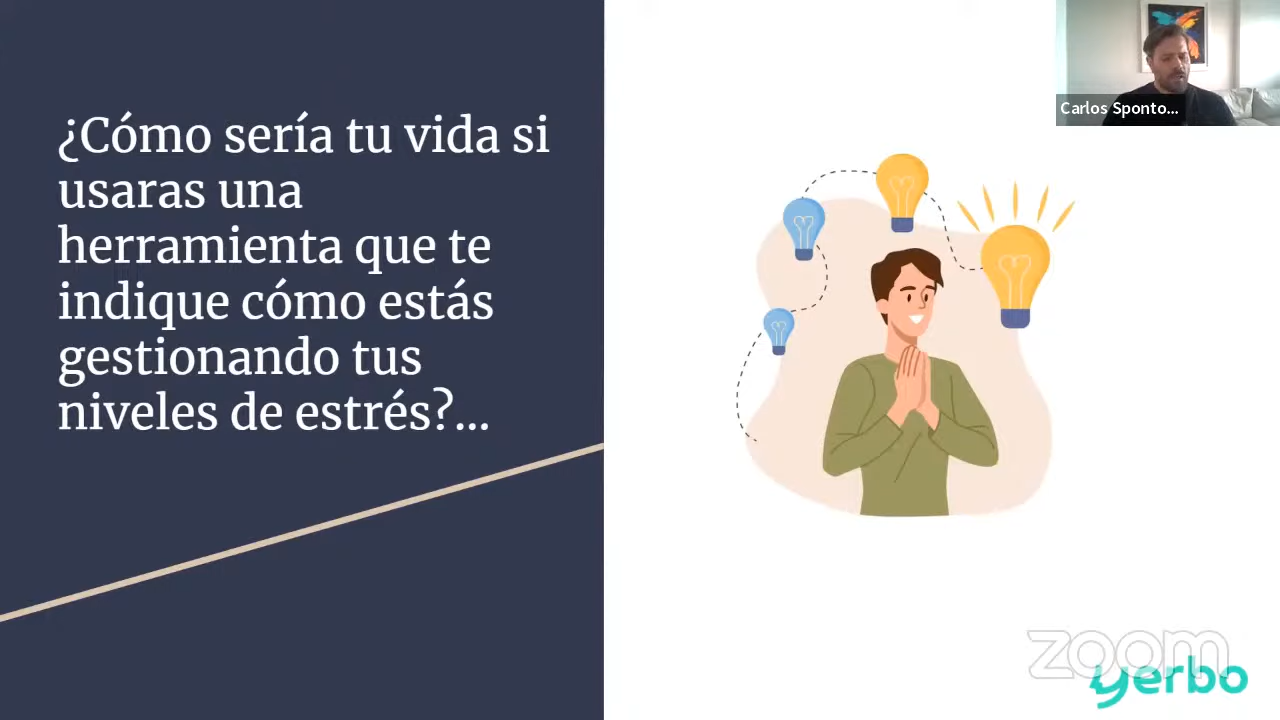 ¿Cómo sería tu vida si
usaras una
herramienta que te
indique cómo estás
gestionando tus
niveles de estrés?...
Carlos Sponto...
zoom
yerbo